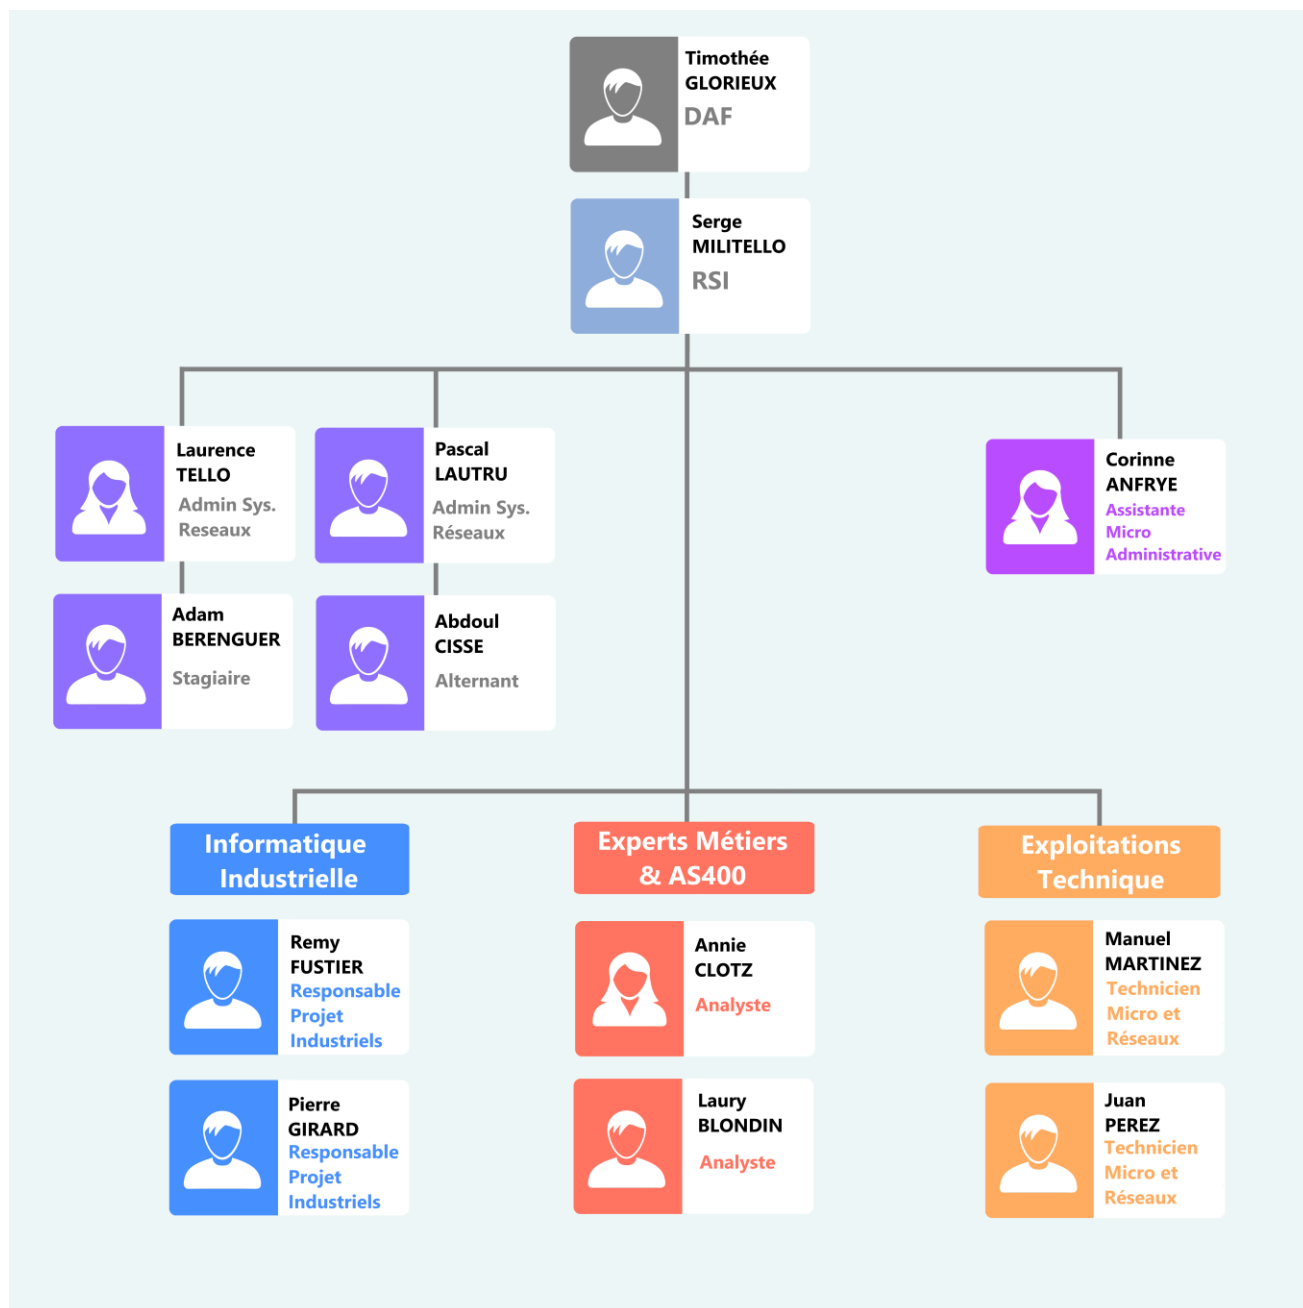 Timothée
GLORIEUX
DAF
Serge
MILITELLO
RSI
Laurence
TELLO
Admin Sys.
Reseaux
Pascal
LAUTRU
Admin Sys.
Réseaux
Corinne
ANFRYE
Assistante
Micro
Administrative
Adam
BERENGUER
Stagiaire
Abdoul
CISSE
Alternant
Informatique
Industrielle
Experts Métiers
& AS400
Exploitations
Technique
Remy
FUSTIER
Responsable
Projet
Industriels
Annie
CLOTZ
Analyste
Manuel
MARTINEZ
Technicien
Micro et
Réseaux
Pierre
GIRARD
Responsable
Projet
Industriels
Laury
BLONDIN
Analyste
Juan
PEREZ
Technicien
Micro et
Réseaux